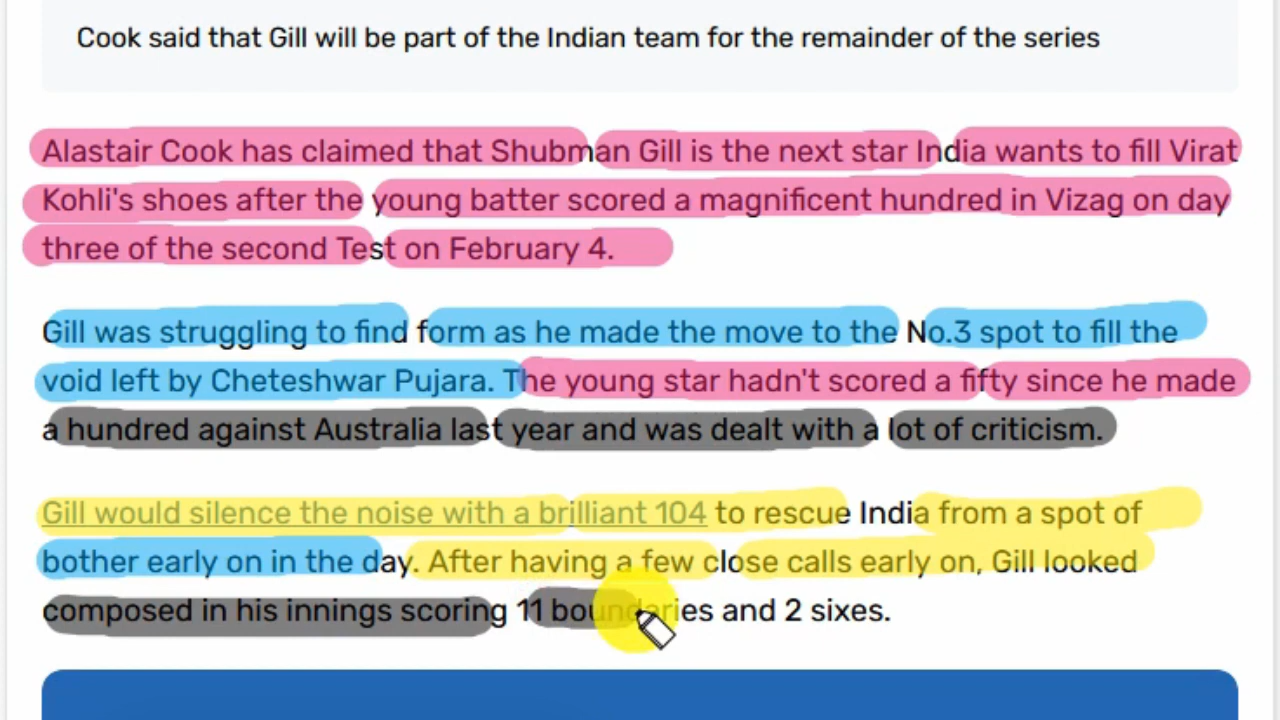 Cook said that Gill will be part of the Indian team for the remainder of the series
Alastair Cook has claimed that Shubman Gill is the next star India wants to fill Virat
Kohli's shoes after the young batter scored a magnificent hundred in Vizag on day
three of the second Test on February 4.
Gill was struggling to find form as he made the move to the No.3 spot to fill the
void left by Cheteshwar Pujara. The young star hadn't scored a fifty since he made
a hundred against Australia last year and was dealt with a lot of criticism.
Gill would silence the noise with a brilliant 104 to rescue India from a spot of
bother early on in the day. After having a few close calls early on, Gill looked
composed in his innings scoring 11 boundaries and 2 sixes.